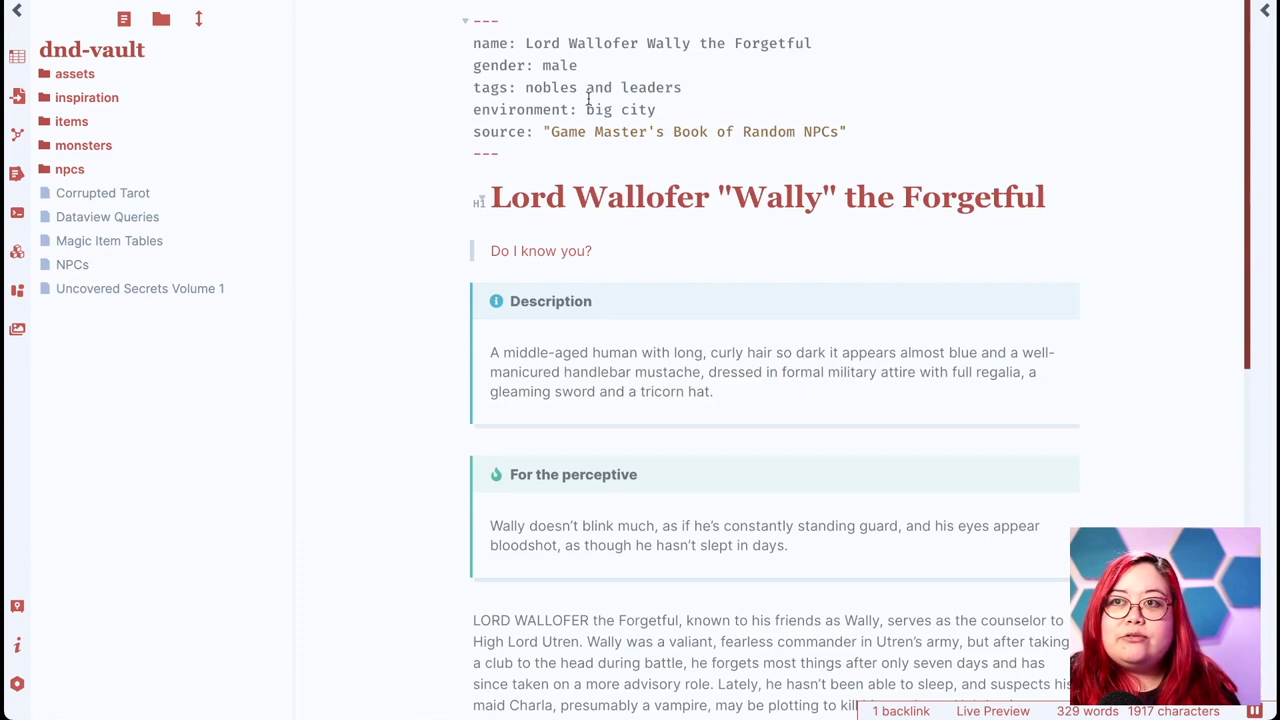 dnd-vault
assets
inspiration
items
monsters
npcs
Corrupted Tarot
Dataview Queries
Magic Item Tables
NPCs
Uncovered Secrets Volume 1
---
name: Lord Wallofer Wally the Forgetful
gender: male
tags: nobles and leaders
environment: big city
source: "Game Master's Book of Random NPCs"
---
H1 Lord Wallofer "Wally" the Forgetful
Do I know you?
Description
A middle-aged human with long, curly hair so dark it appears almost blue and a well-
manicured handlebar mustache, dressed in formal military attire with full regalia, a
gleaming sword and a tricorn hat.
For the perceptive
Wally doesn’t blink much, as if he’s constantly standing guard, and his eyes appear
bloodshot, as though he hasn’t slept in days.
LORD WALLOFER the Forgetful, known to his friends as Wally, serves as the counselor to
High Lord Utren. Wally was a valiant, fearless commander in Utren’s army, but after taking
a club to the head during battle, he forgets most things after only seven days and has
since taken on a more advisory role. Lately, he hasn’t been able to sleep, and suspects his
maid Charla, presumably a vampire, may be plotting to kill
1 backlink Live Preview 329 words 1917 characters